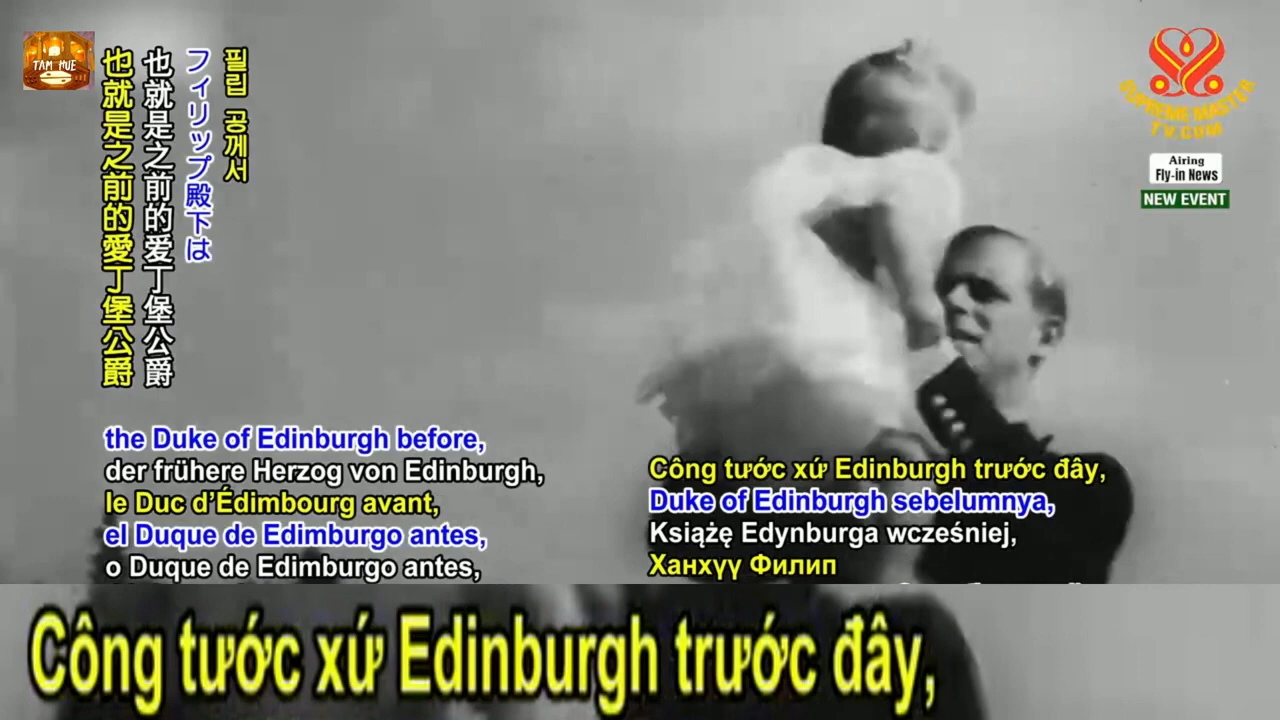 TAM HUE
也就是之前的愛丁堡公爵
也就是之前的爱丁堡公爵
フィリップ殿下は
필립 공께서
SUPREME MASTER
TV.COM
Airing
Fly-in News
NEW EVENT
the Duke of Edinburgh before,
der frühere Herzog von Edinburgh,
le Duc d’Édimbourg avant,
el Duque de Edimburgo antes,
o Duque de Edimburgo antes,
Công tước xứ Edinburgh trước đây,
Duke of Edinburgh sebelumnya,
Książę Edynburga wcześniej,
Ханхүү Филип
Công tước xứ Edinburgh trước đây,